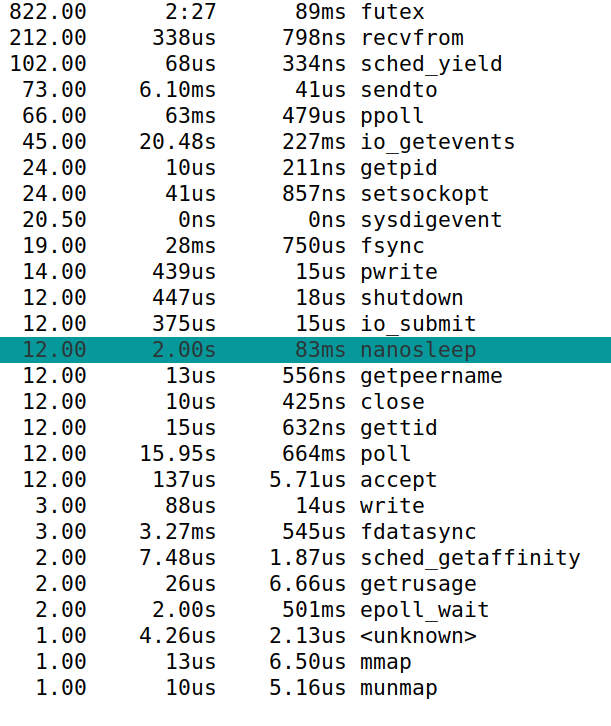 822.00 2:27 89ms futex
212.00 338us 798ns recvfrom
102.00 68us 334ns sched_yield
73.00 6.10ms 41us sendto
66.00 63ms 479us ppoll
45.00 20.48s 227ms io_getevents
24.00 10us 211ns getpid
24.00 41us 857ns setsockopt
20.50 0ns 0ns sysdigevent
19.00 28ms 750us fsync
14.00 439us 15us pwrite
12.00 447us 18us shutdown
12.00 375us 15us io_submit
12.00 2.00s 83ms nanosleep
12.00 13us 556ns getpeername
12.00 10us 425ns close
12.00 15us 632ns gettid
12.00 15.95s 664ms poll
12.00 137us 5.71us accept
3.00 88us 14us write
3.00 3.27ms 545us fdatasync
2.00 7.48us 1.87us sched_getaffinity
2.00 26us 6.66us getrusage
2.00 2.00s 501ms epoll_wait
1.00 4.26us 2.13us <unknown>
1.00 13us 6.50us mmap
1.00 10us 5.16us munmap